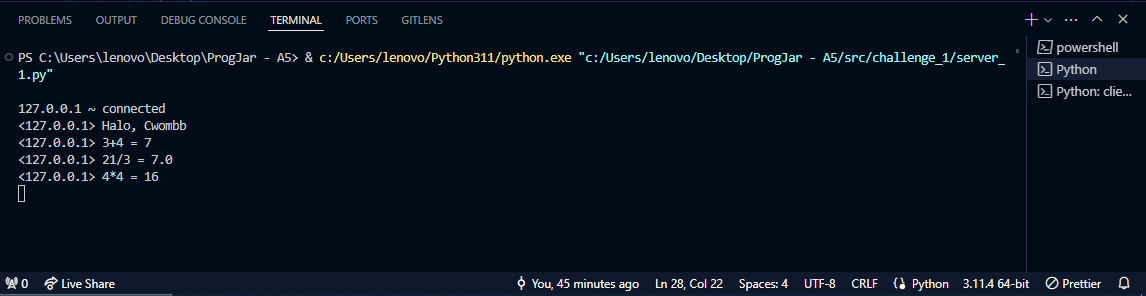 PROBLEMS OUTPUT DEBUG CONSOLE TERMINAL PORTS GITLENS
PS C:\Users\lenovo\Desktop\ProgJar - A5> & c:/Users/lenovo/Python311/python.exe "c:/Users/lenovo/Desktop/ProgJar - A5/src/challenge_1/server_
1.py"
127.0.0.1 ~ connected
<127.0.0.1> Halo, Cwombb
<127.0.0.1> 3+4 = 7
<127.0.0.1> 21/3 = 7.0
<127.0.0.1> 4*4 = 16
powershell
Python
Python: clie...
0 Live Share You, 45 minutes ago Ln 28, Col 22 Spaces: 4 UTF-8 CRLF Python 3.11.4 64-bit Prettier